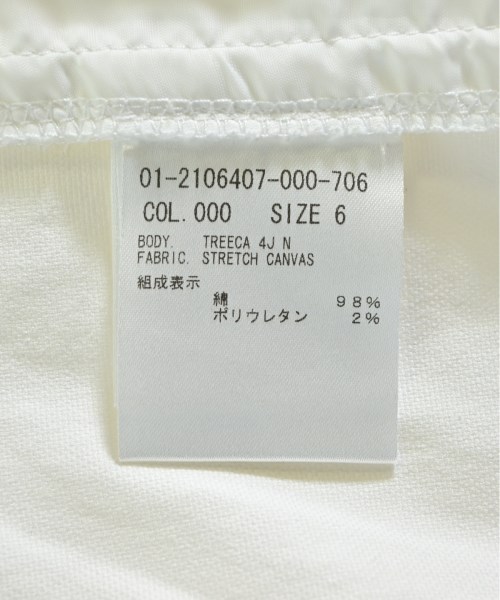 01-2106407-000-706
COL.000 SIZE 6
BODY. TREECA 4J N
FABRIC. STRETCH CANVAS
組成表示
綿 98%
ポリウレタン 2%